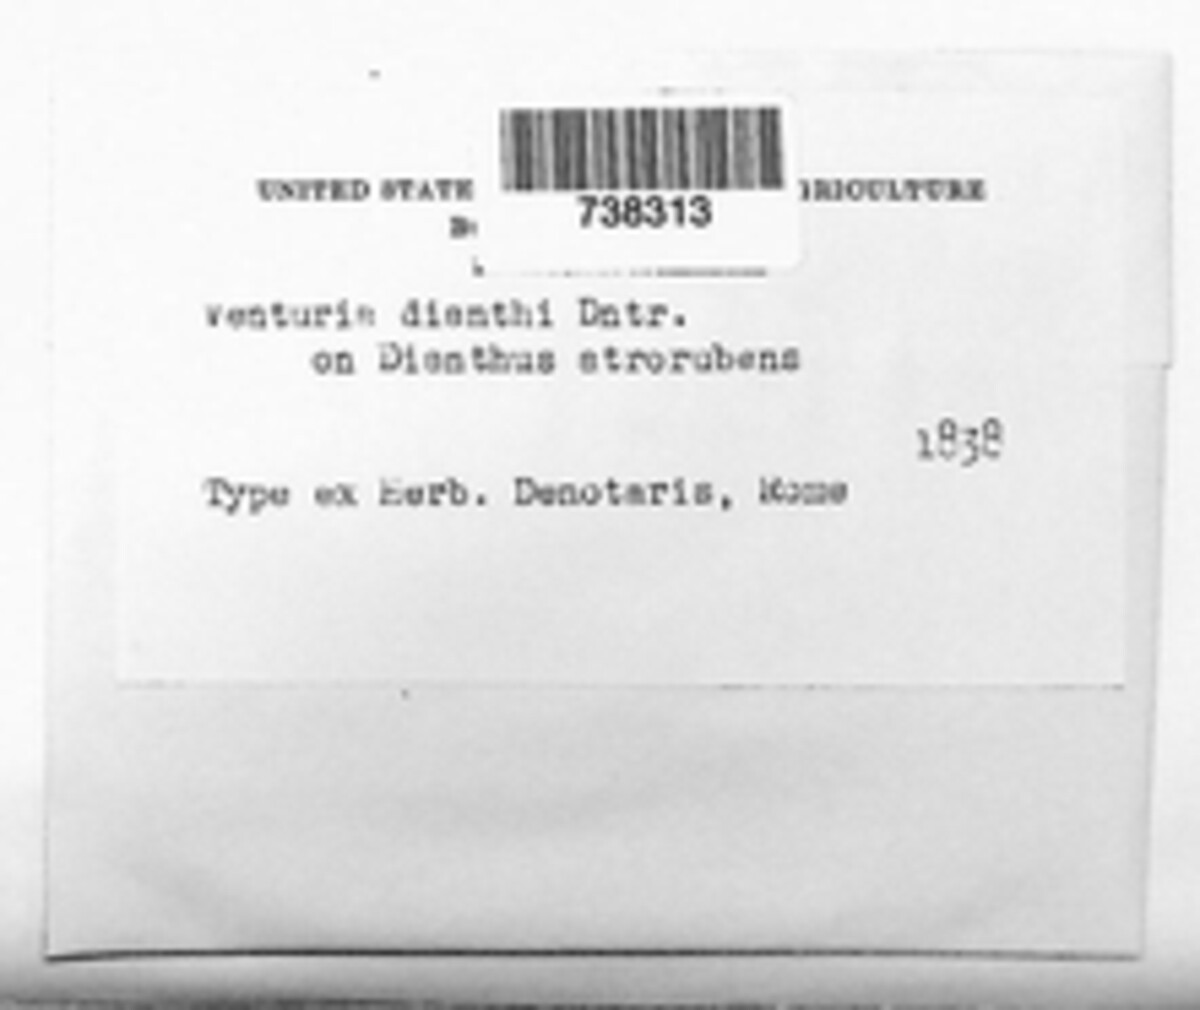 738313
UNITED STATE RICULTURE
Venturia dianthi Dntr.
on Dianthus atrorubens
1838
Type ex Herb. Denotaris, Rome